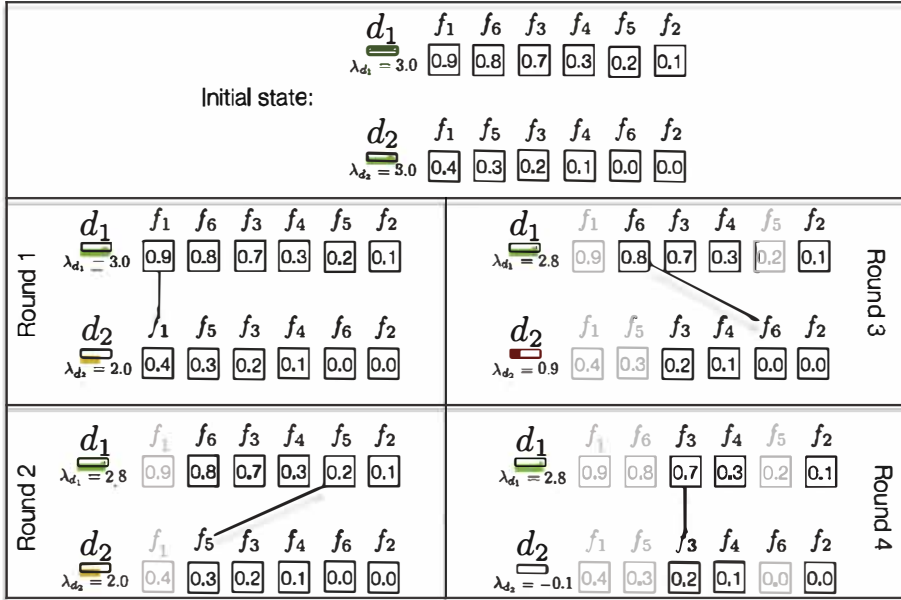 f1 f6 f3 f4 f5 f2
d1
λd1 = 3.0 0.9 0.8 0.7 0.3 0.2 0.1
Initial state:
f1 f5 f3 f4 f6 f2
d2
λd2 = 3.0 0.4 0.3 0.2 0.1 0.0 0.0
Round 1
f1 f6 f3 f4 f5 f2
d1
λd1 = 3.0 0.9 0.8 0.7 0.3 0.2 0.1
f1 f5 f3 f4 f6 f2
d2
λd2 = 2.0 0.4 0.3 0.2 0.1 0.0 0.0
Round 3
f1 f6 f3 f4 f5 f2
d1
λd1 = 2.8 0.9 0.8 0.7 0.3 0.2 0.1
f1 f5 f3 f4 f6 f2
d2
λd2 = 0.9 0.4 0.3 0.2 0.1 0.0 0.0
Round 2
f1 f6 f3 f4 f5 f2
d1
λd1 = 2.8 0.9 0.8 0.7 0.3 0.2 0.1
f1 f5 f3 f4 f6 f2
d2
λd2 = 2.0 0.4 0.3 0.2 0.1 0.0 0.0
Round 4
f1 f6 f3 f4 f5 f2
d1
λd1 = 2.8 0.9 0.8 0.7 0.3 0.2 0.1
f1 f5 f3 f4 f6 f2
d2
λd2 = −0.1 0.4 0.3 0.2 0.1 0.0 0.0